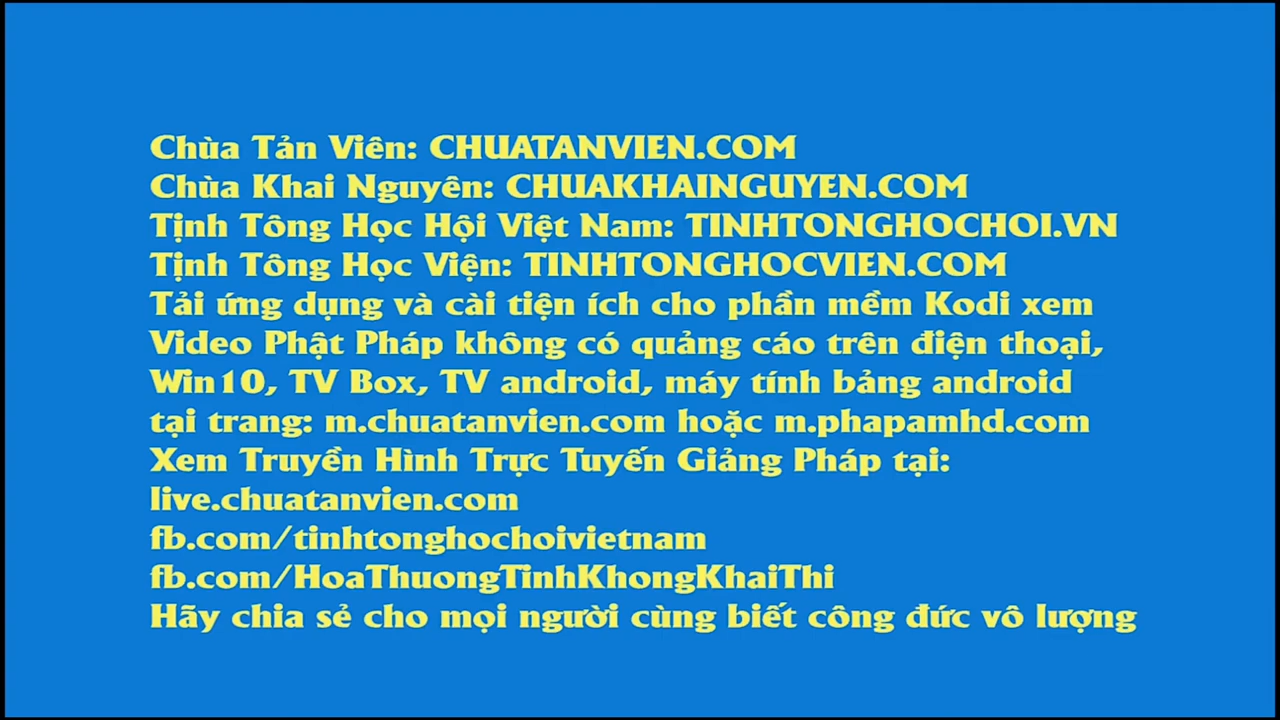 Chùa Tản Viên: CHUATANVIEN.COM
Chùa Khai Nguyên: CHUAKHAINGUYEN.COM
Tịnh Tông Học Hội Việt Nam: TINHTONGHOCHOI.VN
Tịnh Tông Học Viện: TINHTONGHOCVIEN.COM
Tải ứng dụng và cài tiện ích cho phần mềm Kodi xem
Video Phật Pháp không có quảng cáo trên điện thoại,
Win10, TV Box, TV android, máy tính bảng android
tại trang: m.chuatanvien.com hoặc m.phapamhd.com
Xem Truyền Hình Trực Tuyến Giảng Pháp tại:
live.chuatanvien.com
fb.com/tinhtonghochoivietnam
fb.com/HoaThuongTinhKhongKhaiThi
Hãy chia sẻ cho mọi người cùng biết công đức vô lượng